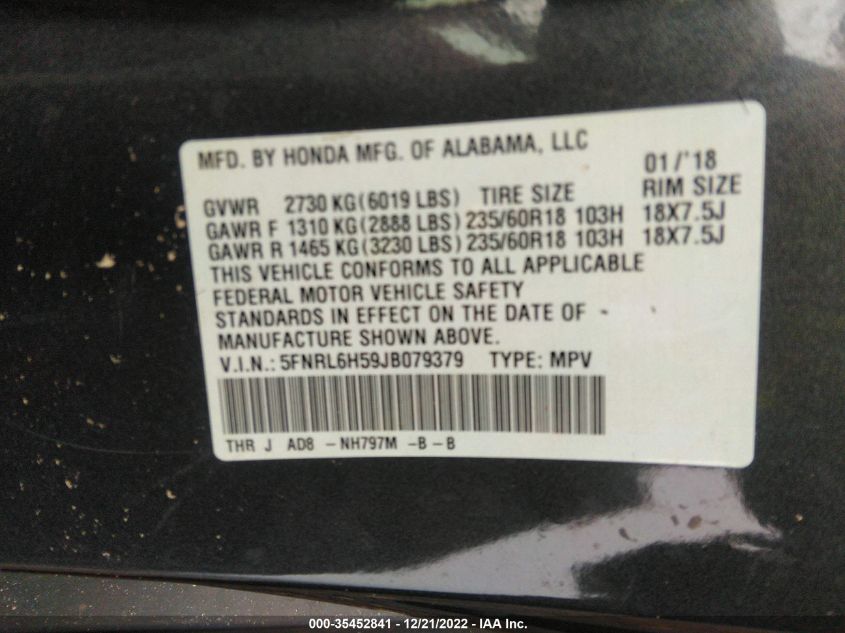 MFD. BY HONDA MFG. OF ALABAMA, LLC 01/'18
GVWR 2730 KG(6019 LBS) TIRE SIZE RIM SIZE
GAWR F 1310 KG(2888 LBS) 235/60R18 103H 18X7.5J
GAWR R 1465 KG(3230 LBS) 235/60R18 103H 18X7.5J
THIS VEHICLE CONFORMS TO ALL APPLICABLE
FEDERAL MOTOR VEHICLE SAFETY
STANDARDS IN EFFECT ON THE DATE OF
MANUFACTURE SHOWN ABOVE.
V.I.N.: 5FNRL6H59JB079379 TYPE: MPV
THR J AD8 -NH797M -B-B
000-35452841 - 12/21/2022 - IAA Inc.